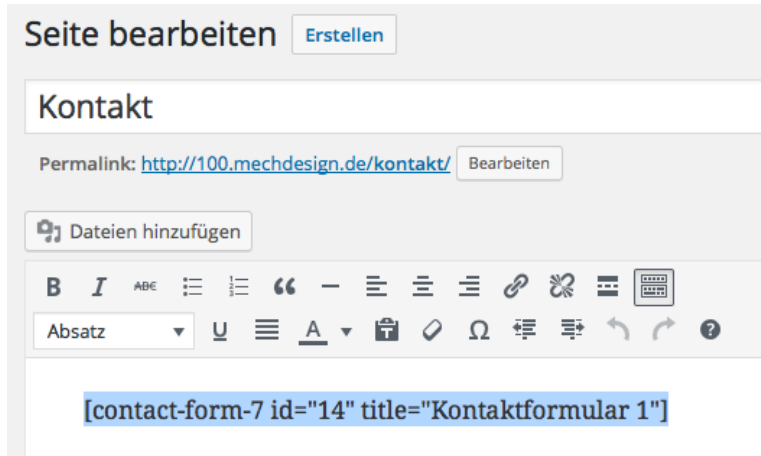 Seite bearbeiten Erstellen
Kontakt
Permalink: http://100.mechdesign.de/kontakt/ Bearbeiten
Dateien hinzufügen
B I ABE
Absatz U A T Ω ?
[contact-form-7 id="14" title="Kontaktformular 1"]